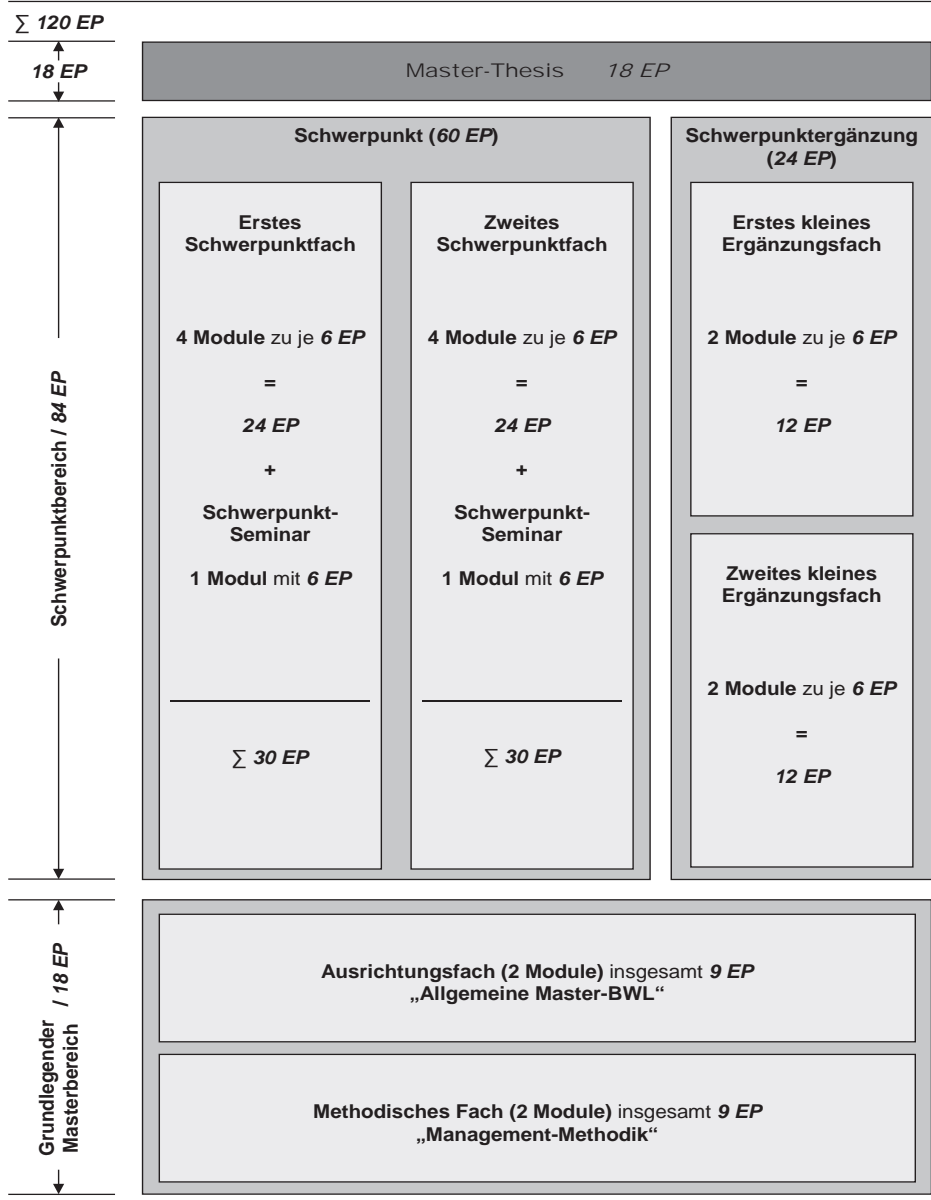 ∑ 120 EP
18 EP
Master-Thesis 18 EP
Schwerpunktbereich / 84 EP
Schwerpunkt (60 EP)
Erstes
Schwerpunktfach
4 Module zu je 6 EP
=
24 EP
+
Schwerpunkt-
Seminar
1 Modul mit 6 EP
∑ 30 EP
Zweites
Schwerpunktfach
4 Module zu je 6 EP
=
24 EP
+
Schwerpunkt-
Seminar
1 Modul mit 6 EP
∑ 30 EP
Schwerpunktergänzung
(24 EP)
Erstes kleines
Ergänzungsfach
2 Module zu je 6 EP
=
12 EP
Zweites kleines
Ergänzungsfach
2 Module zu je 6 EP
=
12 EP
Grundlegender
Masterbereich / 18 EP
Ausrichtungsfach (2 Module) insgesamt 9 EP
„Allgemeine Master-BWL“
Methodisches Fach (2 Module) insgesamt 9 EP
„Management-Methodik“